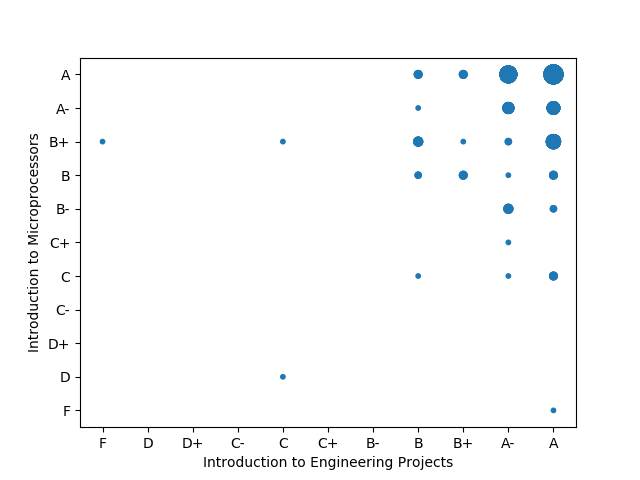 Introduction to Microprocessors
A
A-
B+
B
B-
C+
C
C-
D+
D
F
F D D+ C- C C+ B- B B+ A- A
Introduction to Engineering Projects